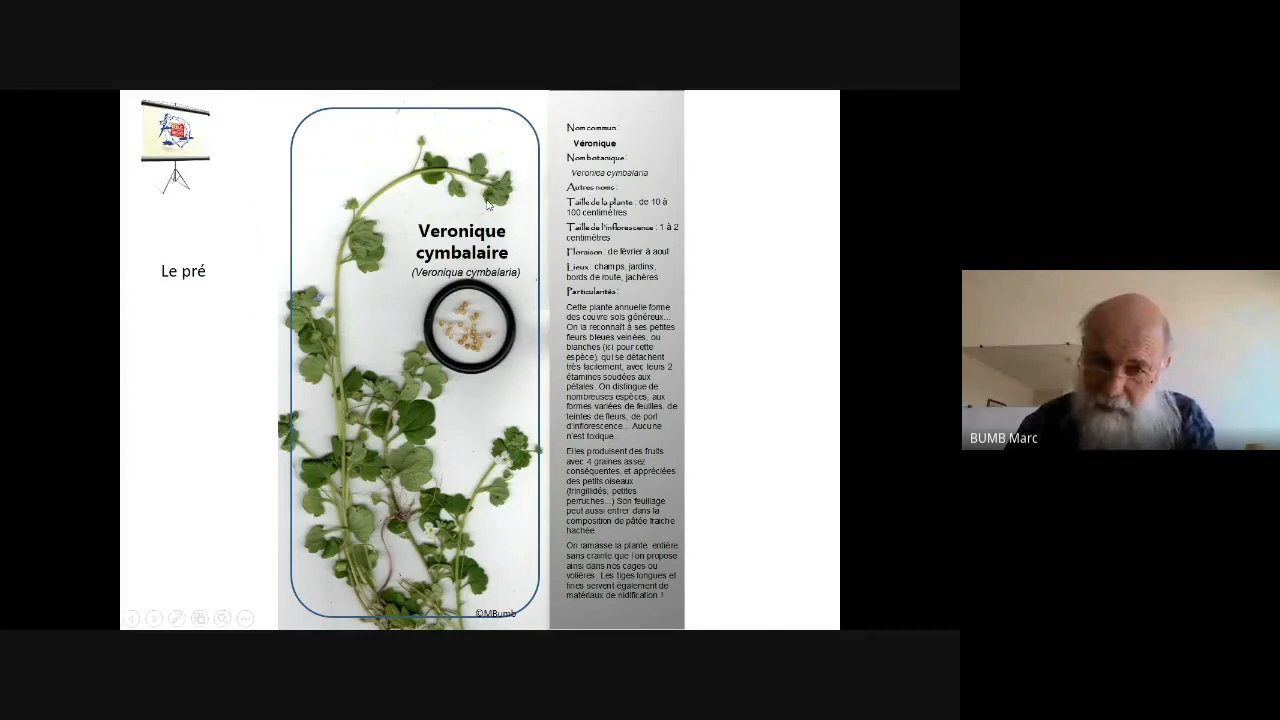 Le pré
Veronique
cymbalaire
(Veroniqua cymbalaria)
©MBumb
Nom commun :
Véronique
Nom botanique :
Veronica cymbalaria
Autres noms :
Taille de la plante : de 10 à
100 centimètres
Taille de l'inflorescence : 1 à 2
centimètres
Floraison : de février à aout
Lieux : champs, jardins,
bords de route, jachères
Particularités :
Cette plante annuelle forme
des couvre sols généreux...
On la reconnaît à ses petites
fleurs bleues veinées, ou
blanches (ici pour cette
espèce), qui se détachent
très facilement, avec leurs 2
étamines soudées aux
pétales. On distingue de
nombreuses espèces, aux
formes variées de feuilles, de
teintes de fleurs, de port
d'inflorescence... Aucune
n'est toxique.
Elles produisent des fruits
avec 4 graines assez
conséquentes, et appréciées
des petits oiseaux
(fringillidés, petites
perruches...) Son feuillage
peut aussi entrer dans la
composition de pâtée fraiche
hachée.
On ramasse la plante entière
sans crainte que l'on propose
ainsi dans nos cages ou
volières. Les tiges longues et
fines servent également de
matériaux de nidification !
BUMB Marc